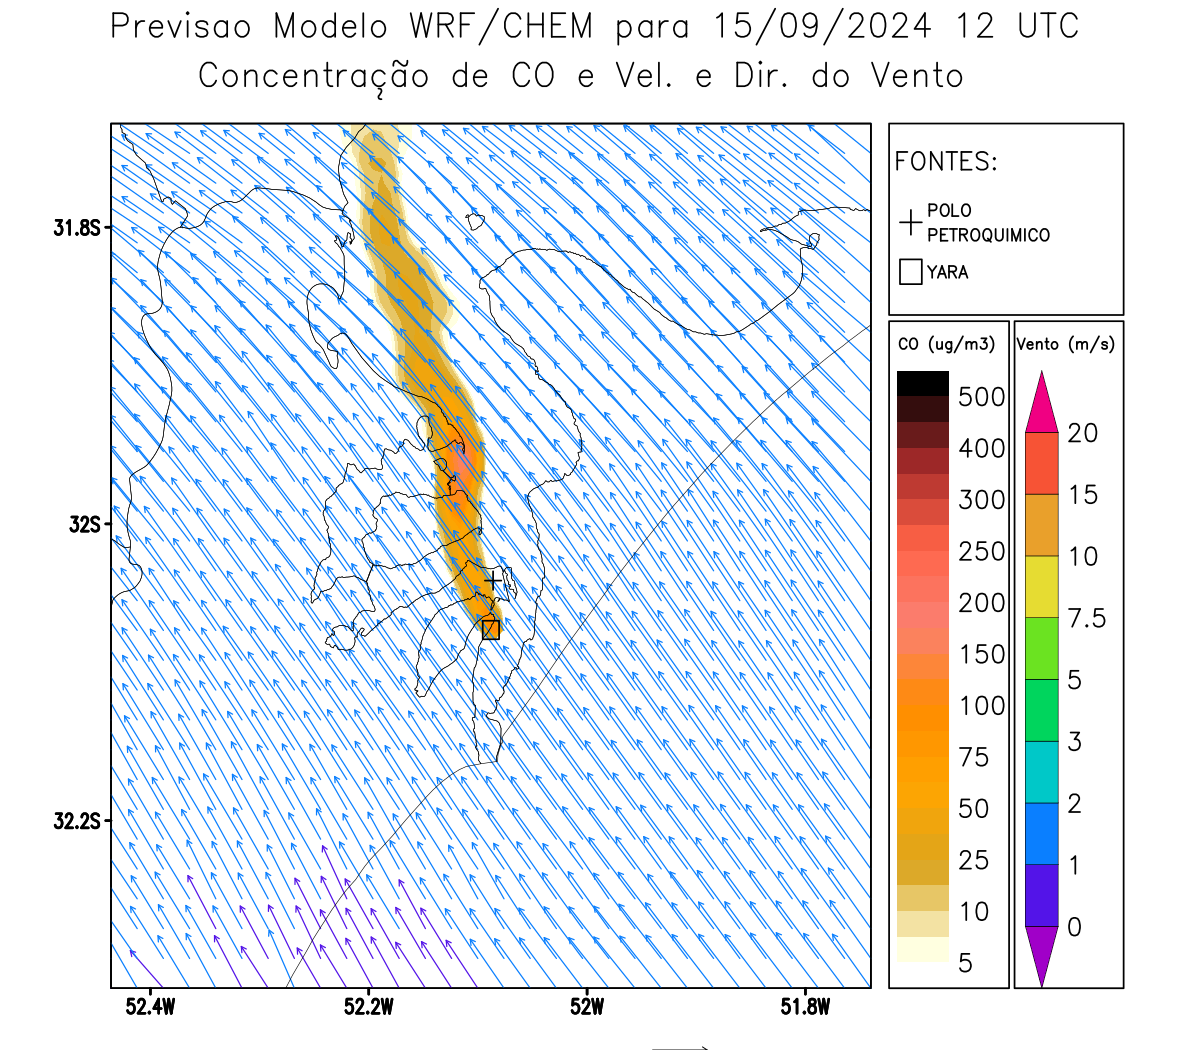 Previsao Modelo WRF/CHEM para 15/09/2024 12 UTC
Concentração de CO e Vel. e Dir. do Vento
FONTES:
POLO
PETROQUIMICO
YARA
CO (ug/m3)
500
400
300
250
200
150
100
75
50
25
10
5
Vento (m/s)
20
15
10
7.5
5
3
2
1
0
31.8S
32S
32.2S
52.4W
52.2W
52W
51.8W